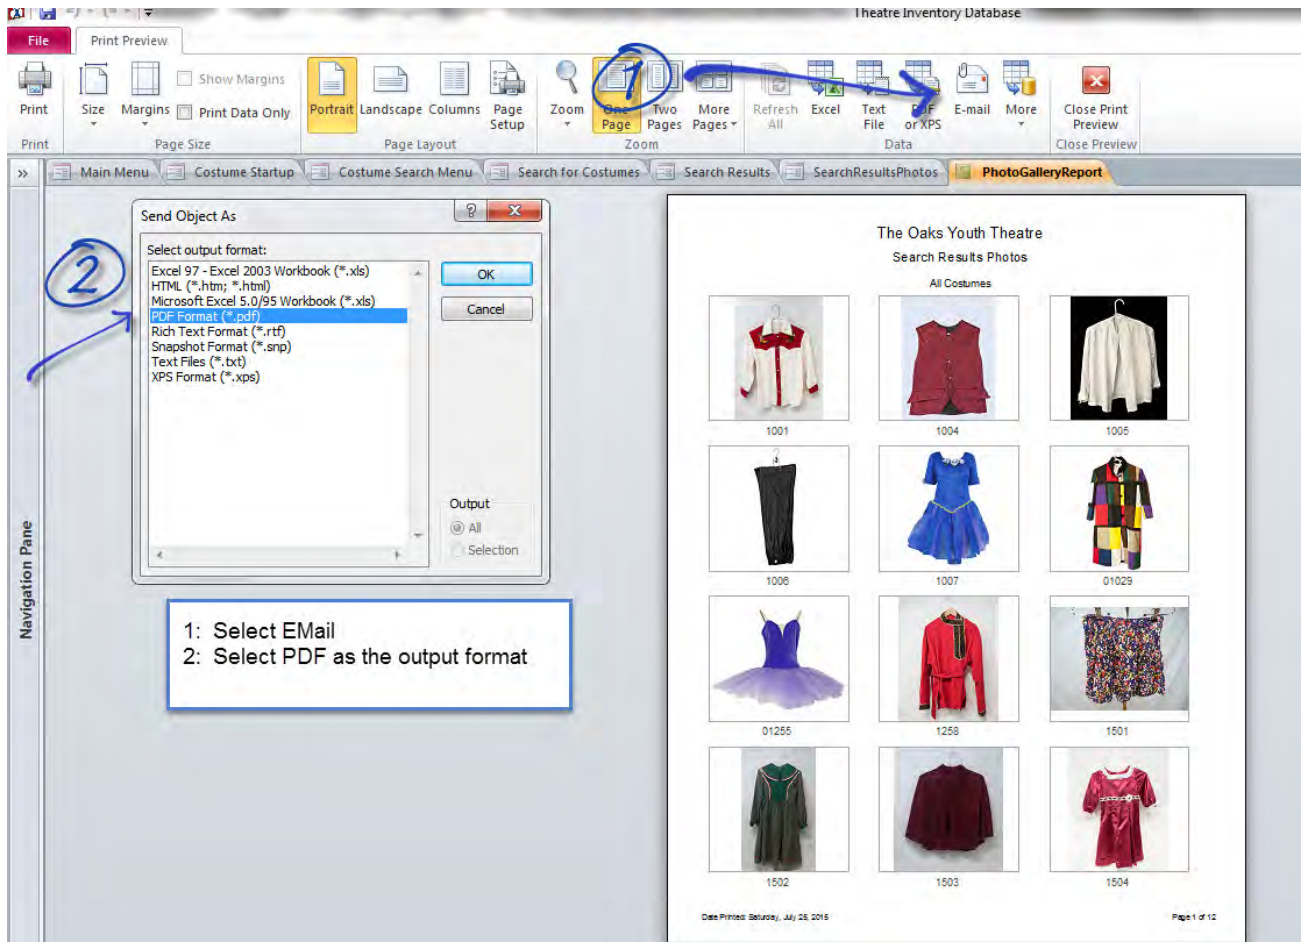 Theatre Inventory Database
File Print Preview
Show Margins
Print Data Only
Print Size Margins Portrait Landscape Columns Page Setup Zoom One Page Two Pages More Pages Refresh All Excel Text File PDF or XPS E-mail More Close Print Preview
Print Page Size Page Layout Zoom Data Close Preview
1
» Main Menu Costume Startup Costume Search Menu Search for Costumes Search Results SearchResultsPhotos PhotoGalleryReport
Navigation Pane
Send Object As ?
Select output format:
Excel 97 - Excel 2003 Workbook (*.xls)
HTML (*.htm; *.html)
Microsoft Excel 5.0/95 Workbook (*.xls)
PDF Format (*.pdf)
Rich Text Format (*.rtf)
Snapshot Format (*.snp)
Text Files (*.txt)
XPS Format (*.xps)
OK
Cancel
Output
All
Selection
2
1: Select EMail
2: Select PDF as the output format
The Oaks Youth Theatre
Search Results Photos
All Costumes
1001 1004 1005
1006 1007 01029
01255 1258 1501
1502 1503 1504
Date Printed: Saturday, July 25, 2015 Page 1 of 12